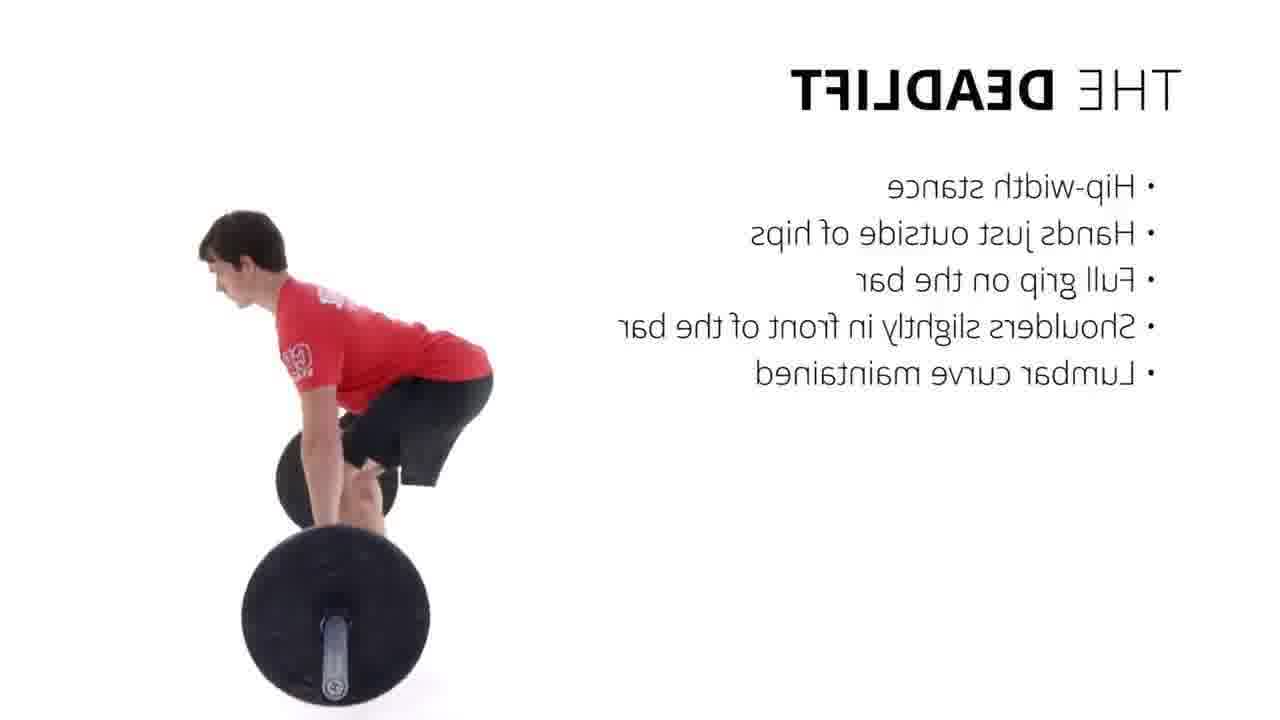 THE DEADLIFT
• Hip-width stance
• Hands just outside of hips
• Full grip on the bar
• Shoulders slightly in front of the bar
• Lumbar curve maintained